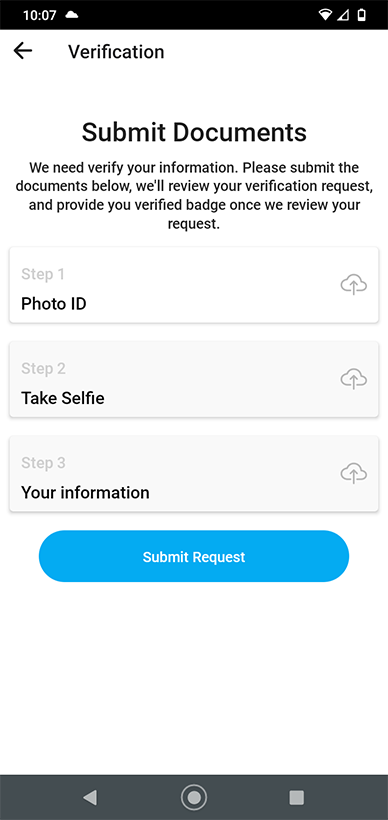 10:07
Verification
Submit Documents
We need verify your information. Please submit the
documents below, we'll review your verification request,
and provide you verified badge once we review your
request.
Step 1
Photo ID
Step 2
Take Selfie
Step 3
Your information
Submit Request